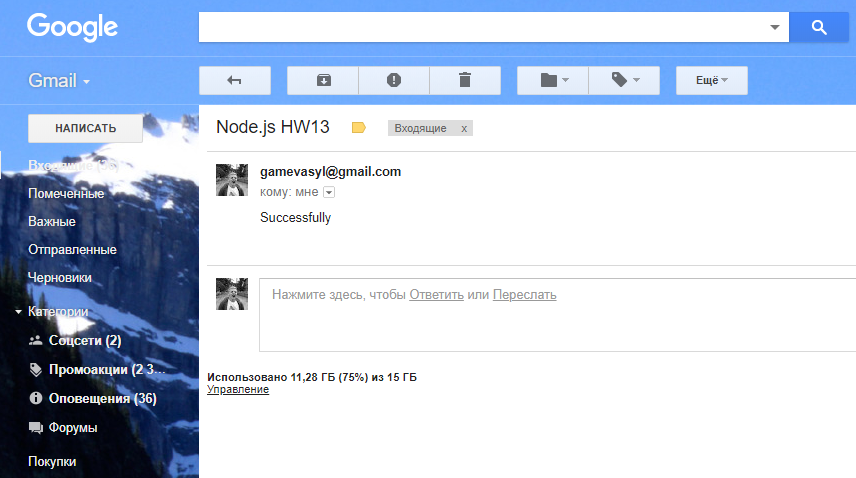 Google
Gmail
Ещё
НАПИСАТЬ
Node.js HW13
Входящие x
Входящие
gamevasyl@gmail.com
кому: мне
Successfully
Помеченные
Важные
Отправленные
Черновики
Нажмите здесь, чтобы Ответить или Переслать
Категории
Соцсети (2)
Промоакции (2 3...
Оповещения (36)
Форумы
Покупки
Использовано 11,28 ГБ (75%) из 15 ГБ
Управление